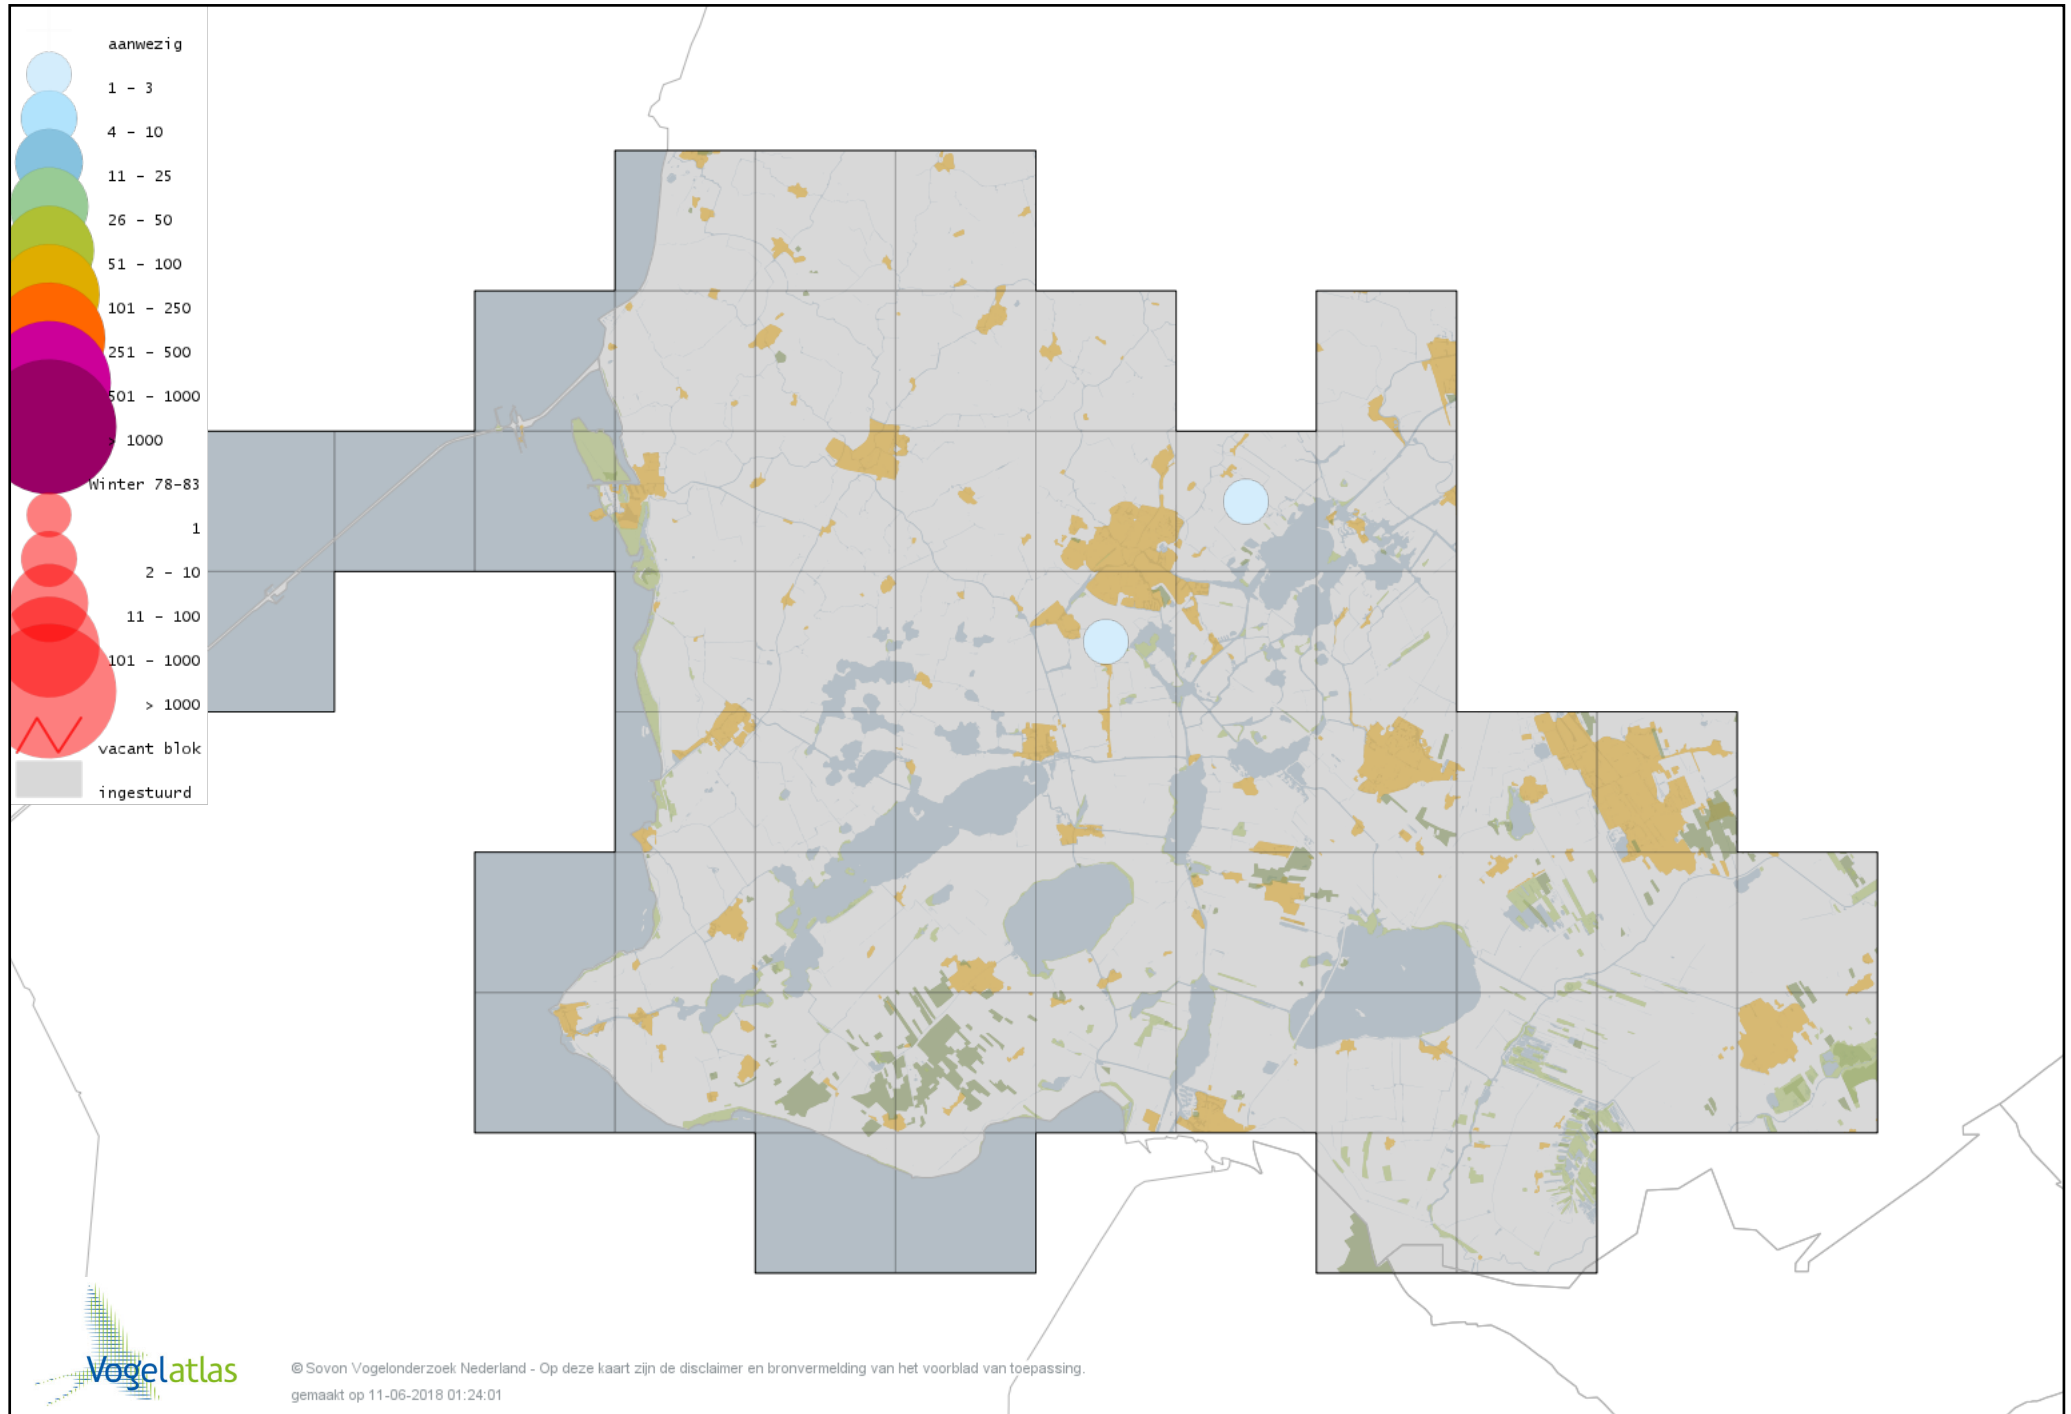 aanwezig
1 – 3
4 – 10
11 – 25
26 – 50
51 – 100
101 – 250
251 – 500
501 – 1000
> 1000
Winter 78-83
1
2 – 10
11 – 100
101 – 1000
> 1000
vacant blok
ingestuurd
Vogelatlas
© Sovon Vogelonderzoek Nederland - Op deze kaart zijn de disclaimer en bronvermelding van het voorblad van toepassing.
gemaakt op 11-06-2018 01:24:01